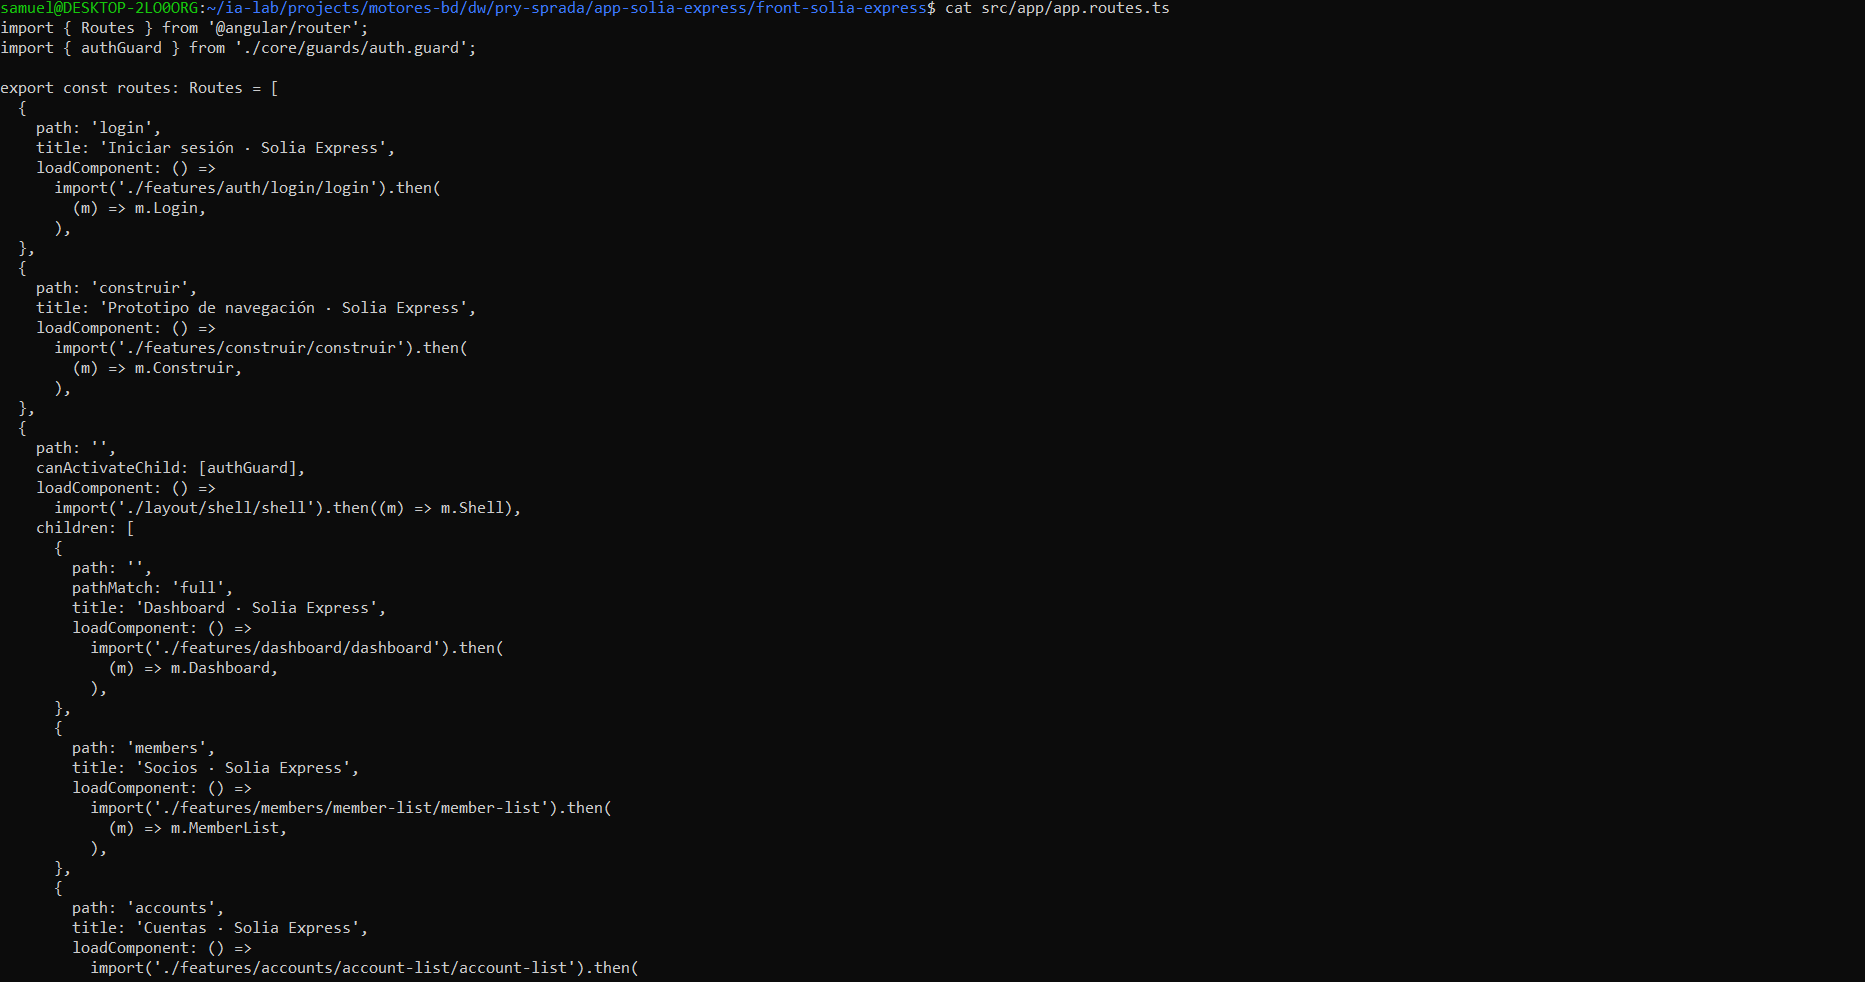 samuel@DESKTOP-2LO0ORG:~/ia-lab/projects/motores-bd/dw/pry-sprada/app-solia-express/front-solia-express$ cat src/app/app.routes.ts
import { Routes } from '@angular/router';
import { authGuard } from './core/guards/auth.guard';

export const routes: Routes = [
  {
    path: 'login',
    title: 'Iniciar sesión · Solia Express',
    loadComponent: () =>
      import('./features/auth/login/login').then(
        (m) => m.Login,
      ),
  },
  {
    path: 'construir',
    title: 'Prototipo de navegación · Solia Express',
    loadComponent: () =>
      import('./features/construir/construir').then(
        (m) => m.Construir,
      ),
  },
  {
    path: '',
    canActivateChild: [authGuard],
    loadComponent: () =>
      import('./layout/shell/shell').then((m) => m.Shell),
    children: [
      {
        path: '',
        pathMatch: 'full',
        title: 'Dashboard · Solia Express',
        loadComponent: () =>
          import('./features/dashboard/dashboard').then(
            (m) => m.Dashboard,
          ),
      },
      {
        path: 'members',
        title: 'Socios · Solia Express',
        loadComponent: () =>
          import('./features/members/member-list/member-list').then(
            (m) => m.MemberList,
          ),
      },
      {
        path: 'accounts',
        title: 'Cuentas · Solia Express',
        loadComponent: () =>
          import('./features/accounts/account-list/account-list').then(